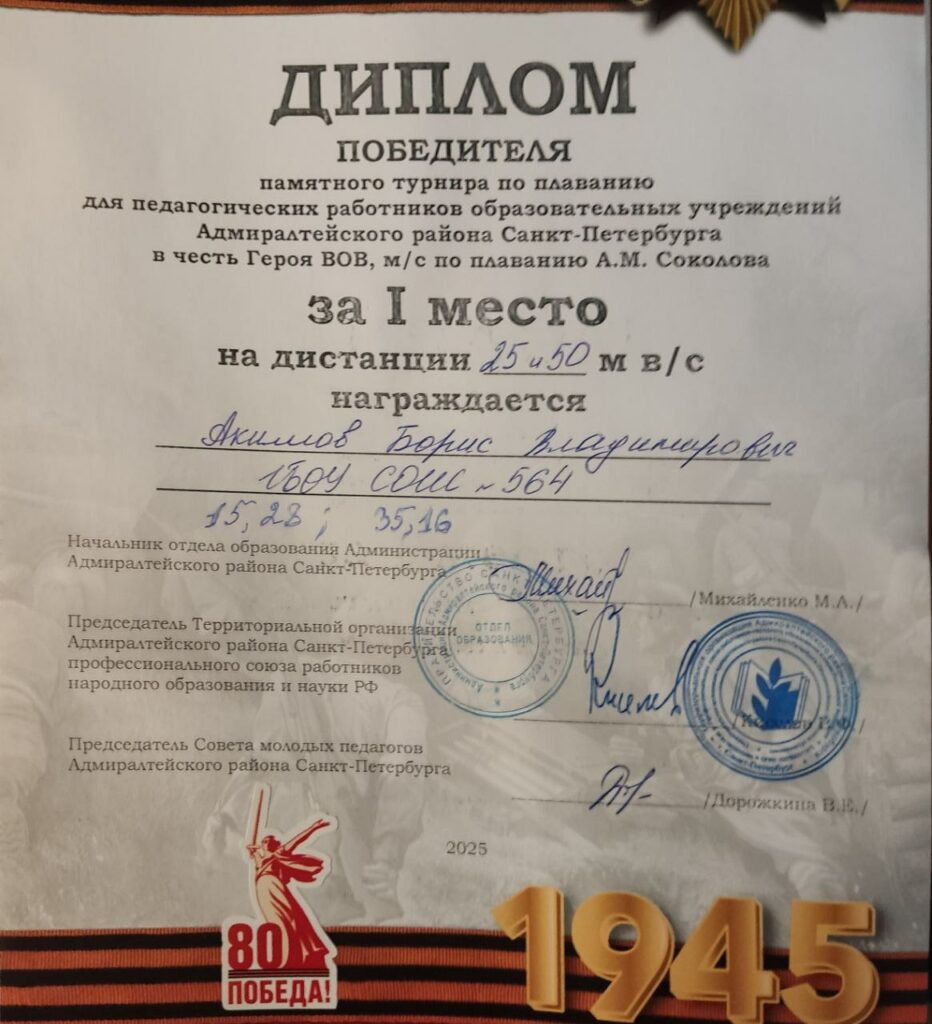 ДИПЛОМ
ПОБЕДИТЕЛЯ
памятного турнира по плаванию
для педагогических работников образовательных учреждений
Адмиралтейского района Санкт-Петербурга
в честь Героя ВОВ, м/с по плаванию А.М. Соколова
за I место
на дистанции 25 и 50 м в/с
награждается
Акимов Борис Владимирович
ГБОУ СОШ № 564
15,28 ; 35,16
Начальник отдела образования Администрации
Адмиралтейского района Санкт-Петербурга
/Михайленко М.А./
ОТДЕЛ
ОБРАЗОВАНИЯ
Председатель Территориальной организации
Адмиралтейского района Санкт-Петербурга
профессионального союза работников
народного образования и науки РФ
Председатель Совета молодых педагогов
Адмиралтейского района Санкт-Петербурга
/Дорожкина В.Е./
2025
80
ПОБЕДА!
1945